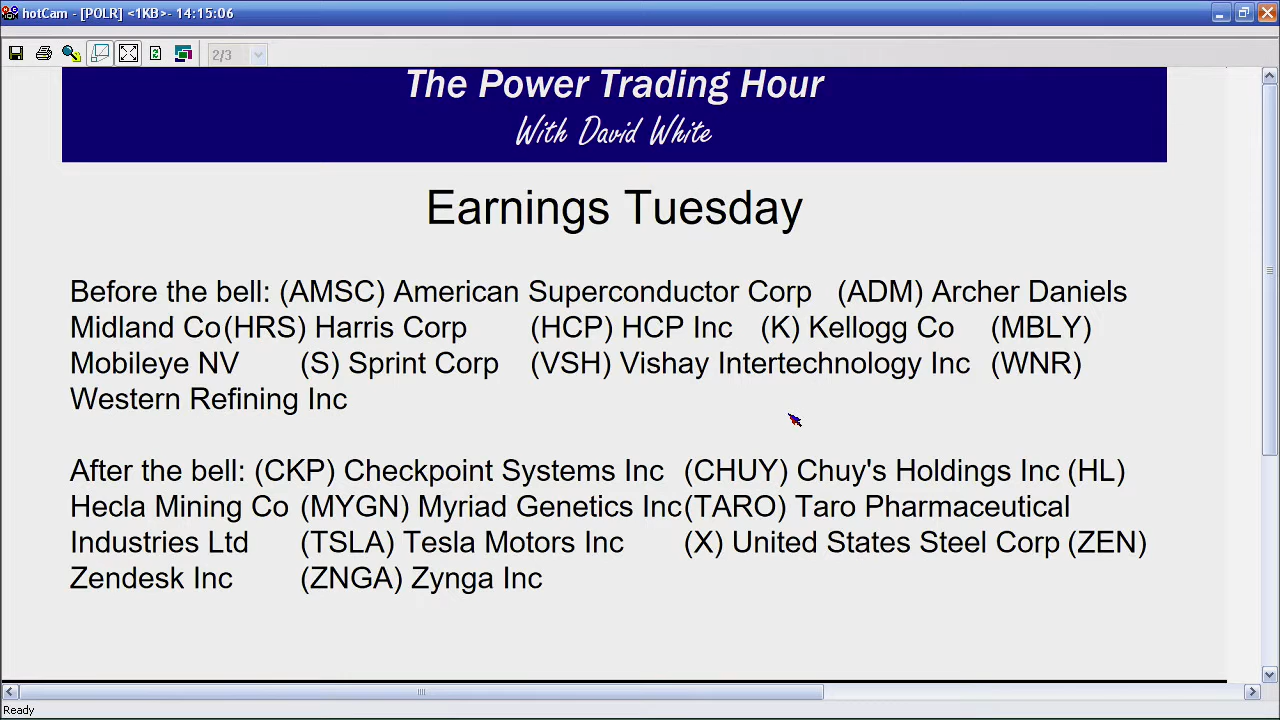 hotCam - [POLR] <1KB>- 14:15:06
2/3
The Power Trading Hour
With David White
Earnings Tuesday
Before the bell: (AMSC) American Superconductor Corp (ADM) Archer Daniels
Midland Co(HRS) Harris Corp (HCP) HCP Inc (K) Kellogg Co (MBLY)
Mobileye NV (S) Sprint Corp (VSH) Vishay Intertechnology Inc (WNR)
Western Refining Inc
After the bell: (CKP) Checkpoint Systems Inc (CHUY) Chuy's Holdings Inc (HL)
Hecla Mining Co (MYGN) Myriad Genetics Inc(TARO) Taro Pharmaceutical
Industries Ltd (TSLA) Tesla Motors Inc (X) United States Steel Corp (ZEN)
Zendesk Inc (ZNGA) Zynga Inc
Ready